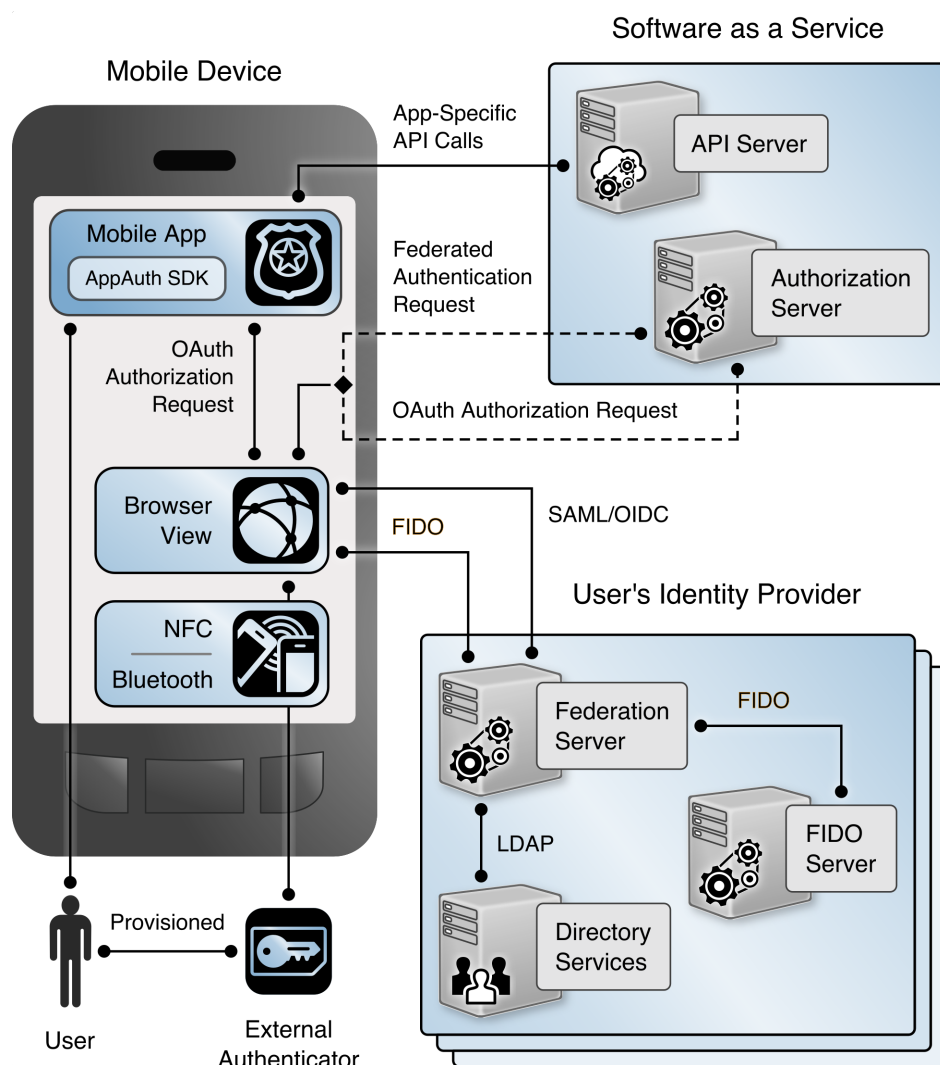 Software as a Service
Mobile Device
App-Specific
API Calls
API Server
Mobile App
AppAuth SDK
Federated
Authentication
Request
Authorization
Server
OAuth
Authorization
Request
OAuth Authorization Request
Browser
View
FIDO
SAML/OIDC
User's Identity Provider
NFC
Bluetooth
Federation
Server
FIDO
LDAP
FIDO
Server
Directory
Services
Provisioned
User
External
Authenticator